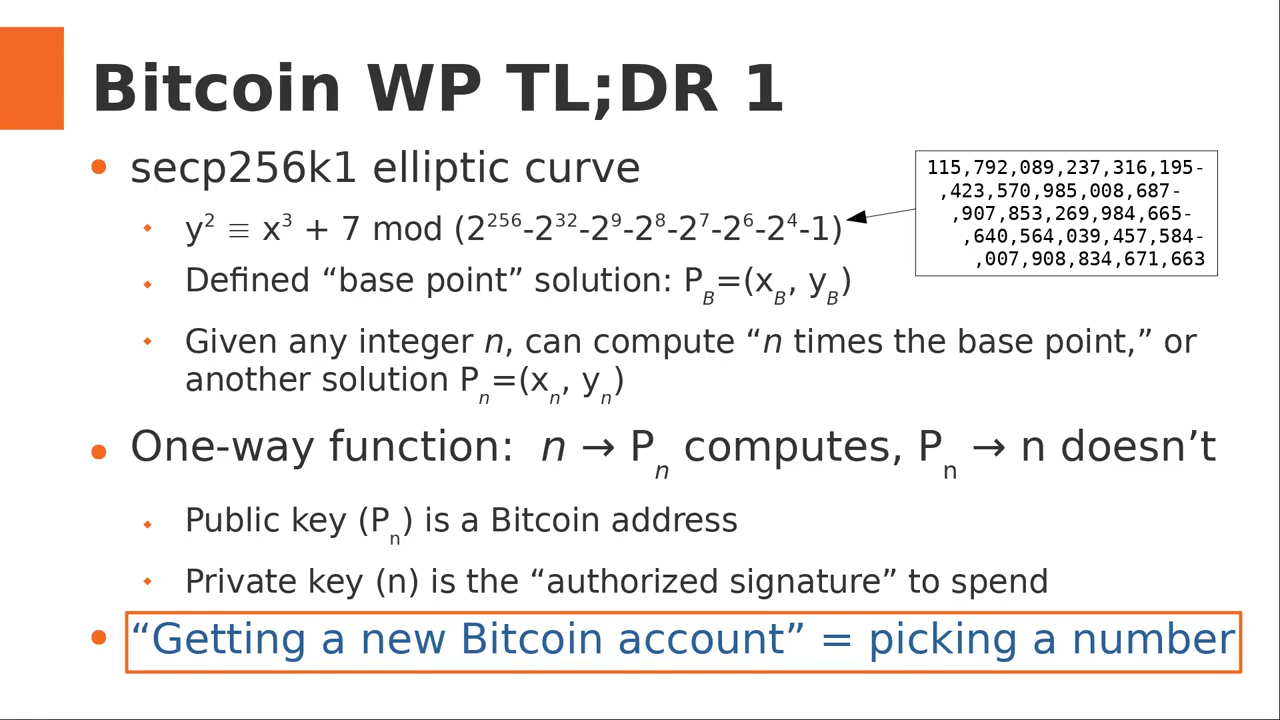 Bitcoin WP TL;DR 1
• secp256k1 elliptic curve
y² ≡ x³ + 7 mod (2²⁵⁶-2³²-2⁹-2⁸-2⁷-2⁶-2⁴-1)
115,792,089,237,316,195-
,423,570,985,008,687-
,907,853,269,984,665-
,640,564,039,457,584-
,007,908,834,671,663
Defined “base point” solution: P_B=(x_B, y_B)
Given any integer n, can compute “n times the base point,” or
another solution P_n=(x_n, y_n)
• One-way function: n → P_n computes, P_n → n doesn’t
Public key (P_n) is a Bitcoin address
Private key (n) is the “authorized signature” to spend
• “Getting a new Bitcoin account” = picking a number